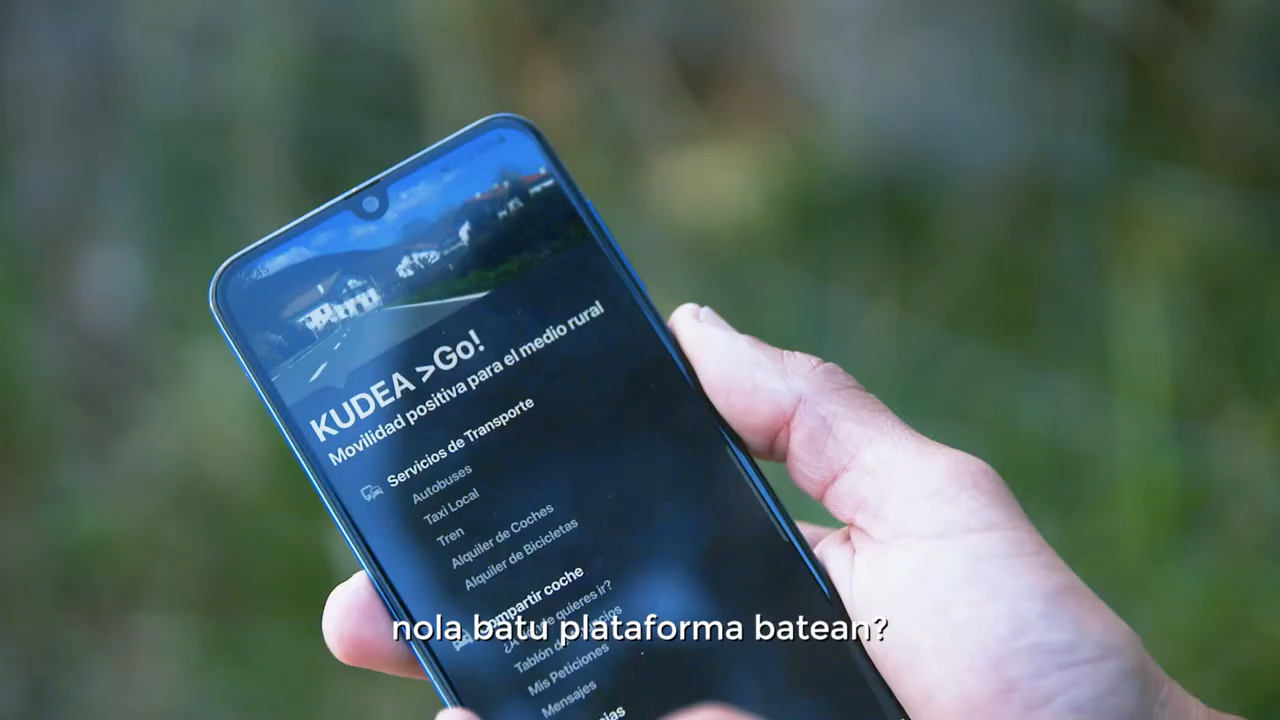 KUDEA >Go!
Movilidad positiva para el medio rural
Servicios de Transporte
Autobuses
Taxi Local
Tren
Alquiler de Coches
Alquiler de Bicicletas
Compartir coche
quieres ir?
Tablón
Mis Peticiones
Mensajes
nola batu plataforma batean?